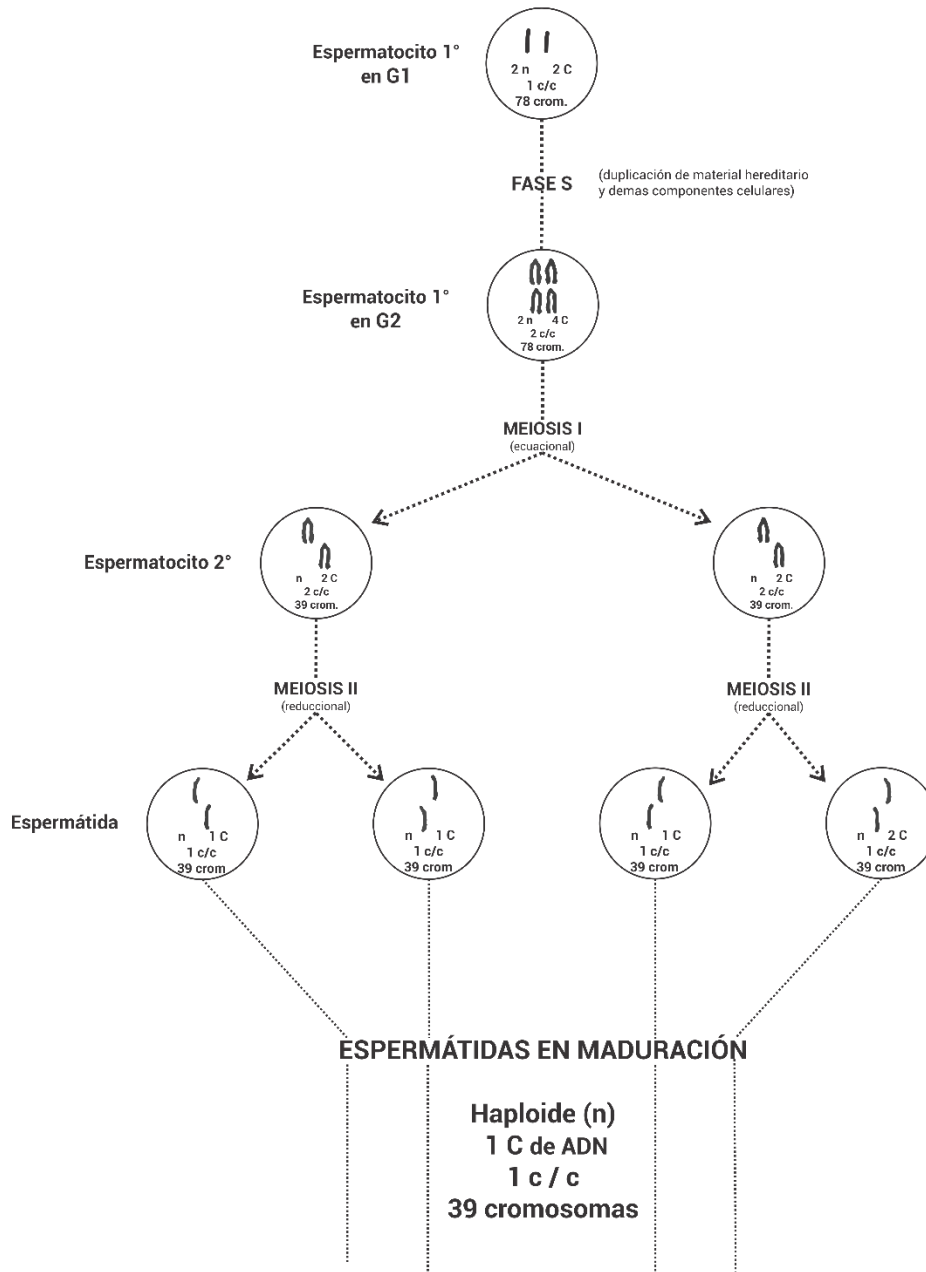 Espermatocito 1°
en G1
2 n 2 C
1 c/c
78 crom.
FASE S
(duplicación de material hereditario
y demas componentes celulares)
Espermatocito 1°
en G2
2 n 4 C
2 c/c
78 crom.
MEIOSIS I
(ecuacional)
Espermatocito 2°
n 2 C
2 c/c
39 crom.
n 2 C
2 c/c
39 crom.
MEIOSIS II
(reduccional)
MEIOSIS II
(reduccional)
Espermátida
n 1 C
1 c/c
39 crom
n 1 C
1 c/c
39 crom
n 1 C
1 c/c
39 crom
n 2 C
1 c/c
39 crom
ESPERMÁTIDAS EN MADURACIÓN
Haploide (n)
1 C de ADN
1 c / c
39 cromosomas